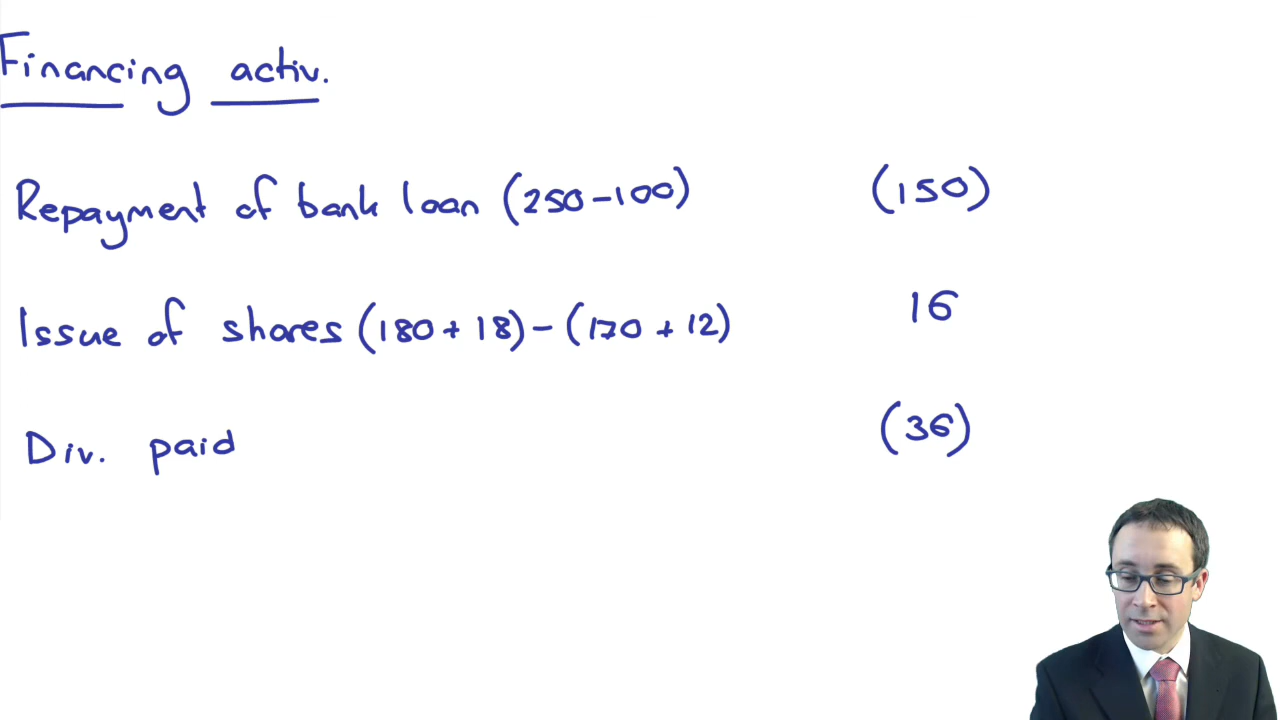 Financing activ.
Repayment of bank loan (250-100) (150)
Issue of shares (180 + 18) - (170 + 12) 16
Div. paid (36)